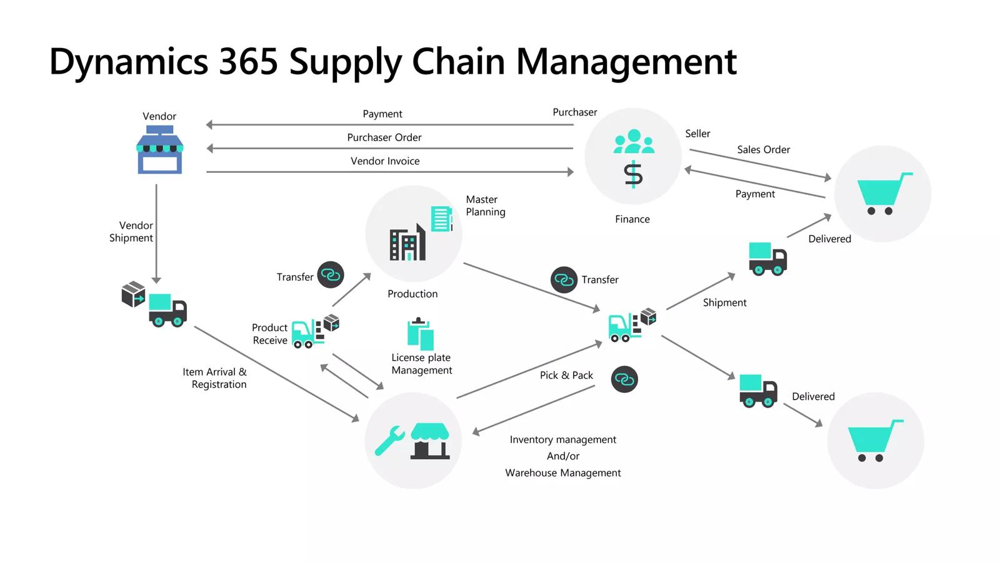 Dynamics 365 Supply Chain Management
Vendor
Payment
Purchaser
Purchaser Order
Vendor Invoice
Seller
Sales Order
Payment
Finance
Master
Planning
Vendor
Shipment
Delivered
Transfer
Production
Transfer
Shipment
Product
Receive
License plate
Management
Item Arrival &
Registration
Pick & Pack
Delivered
Inventory management
And/or
Warehouse Management